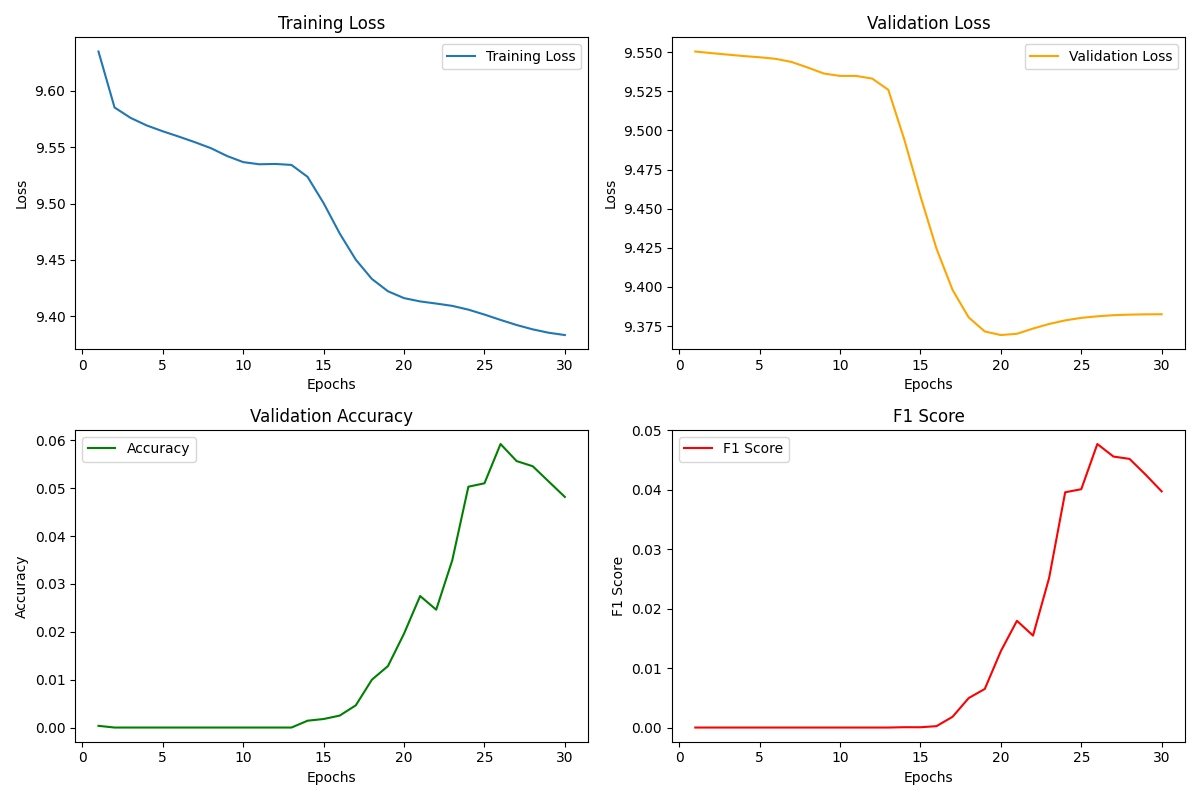 Training Loss
Training Loss
Loss
9.60
9.55
9.50
9.45
9.40
0 5 10 15 20 25 30
Epochs
Validation Loss
Validation Loss
Loss
9.550
9.525
9.500
9.475
9.450
9.425
9.400
9.375
0 5 10 15 20 25 30
Epochs
Validation Accuracy
Accuracy
Accuracy
0.06
0.05
0.04
0.03
0.02
0.01
0.00
0 5 10 15 20 25 30
Epochs
F1 Score
F1 Score
F1 Score
0.05
0.04
0.03
0.02
0.01
0.00
0 5 10 15 20 25 30
Epochs